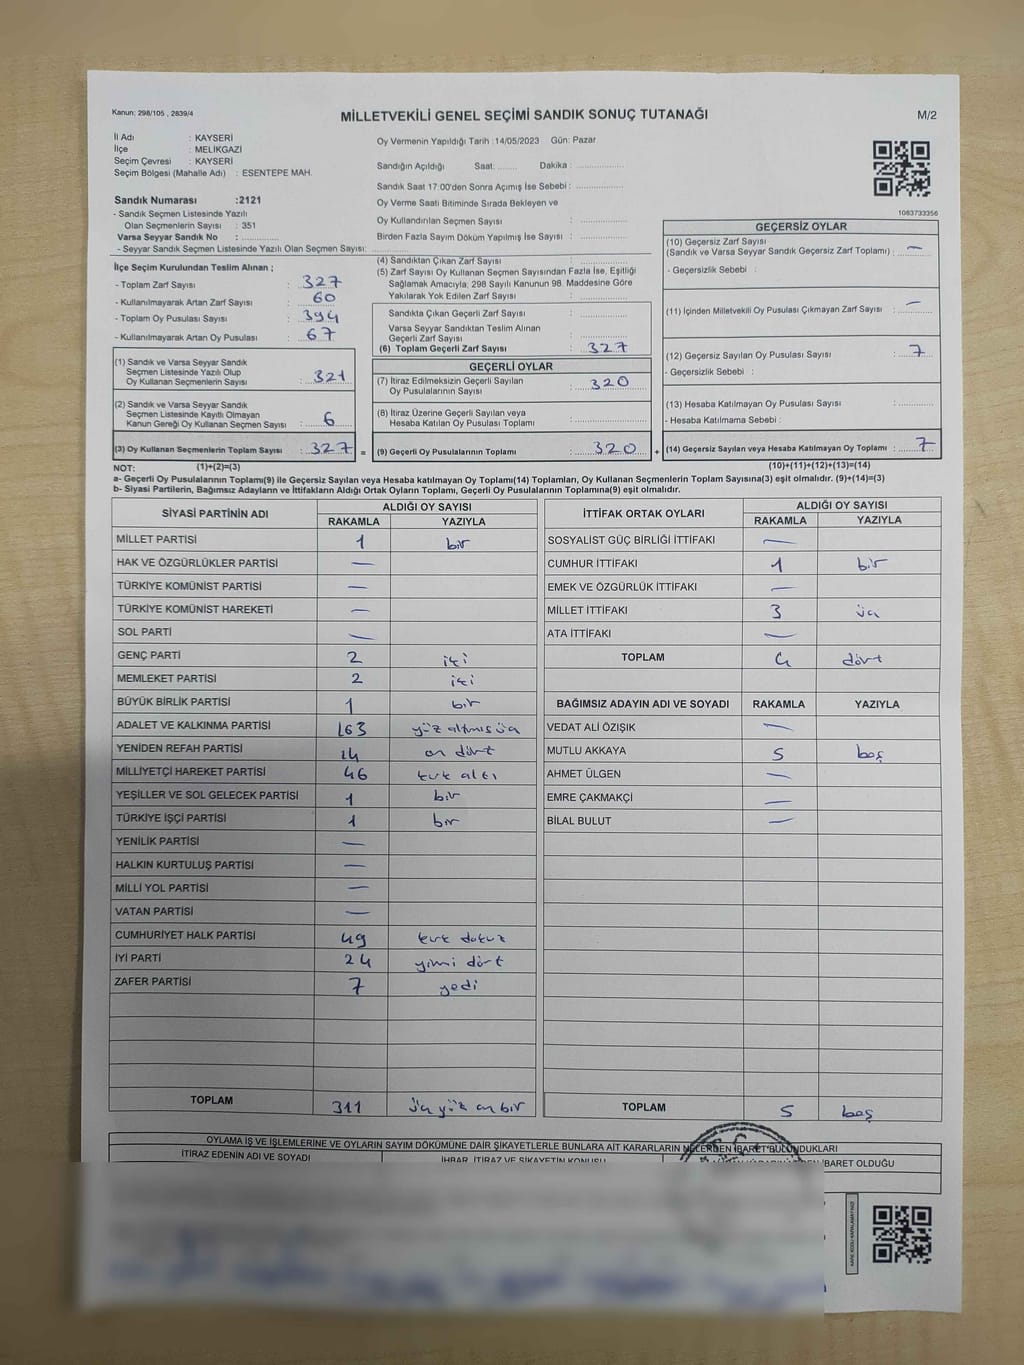 Kanun: 298/105 , 2839/4
MİLLETVEKİLİ GENEL SEÇİMİ SANDIK SONUÇ TUTANAĞI
M/2
İl Adı : KAYSERİ
İlçe : MELİKGAZİ
Seçim Çevresi : KAYSERİ
Seçim Bölgesi (Mahalle Adı) : ESENTEPE MAH.
Oy Vermenin Yapıldığı Tarih :14/05/2023 Gün: Pazar
Sandığın Açıldığı Saat: ........ Dakika : ..................
Sandık Saat 17:00'den Sonra Açımış İse Sebebi : ..................
Oy Verme Saati Bitiminde Sırada Bekleyen ve
Oy Kullandırılan Seçmen Sayısı : ..................
Birden Fazla Sayım Döküm Yapılmış İse Sayısı : ..................
1083733356
Sandık Numarası :2121
- Sandık Seçmen Listesinde Yazılı
Olan Seçmenlerin Sayısı : 351
Varsa Seyyar Sandık No : ..............
- Seyyar Sandık Seçmen Listesinde Yazılı Olan Seçmen Sayısı:
İlçe Seçim Kurulundan Teslim Alınan ;
- Toplam Zarf Sayısı : 327
- Kullanılmayarak Artan Zarf Sayısı : 60
- Toplam Oy Pusulası Sayısı : 394
- Kullanılmayarak Artan Oy Pusulası : 67
(1) Sandık ve Varsa Seyyar Sandık
Seçmen Listesinde Yazılı Olup
Oy Kullanan Seçmenlerin Sayısı : 321
(2) Sandık ve Varsa Seyyar Sandık
Seçmen Listesinde Kayıtlı Olmayan
Kanun Gereği Oy Kullanan Seçmen Sayısı : 6
(3) Oy Kullanan Seçmenlerin Toplam Sayısı : 327 =
(4) Sandıktan Çıkan Zarf Sayısı : ..................
(5) Zarf Sayısı Oy Kullanan Seçmen Sayısından Fazla İse, Eşitliği
Sağlamak Amacıyla, 298 Sayılı Kanunun 98. Maddesine Göre
Yakılarak Yok Edilen Zarf Sayısı : ..................
Sandıkta Çıkan Geçerli Zarf Sayısı : ..................
Varsa Seyyar Sandıktan Teslim Alınan
Geçerli Zarf Sayısı : ..................
(6) Toplam Geçerli Zarf Sayısı : 327
GEÇERLİ OYLAR
(7) İtiraz Edilmeksizin Geçerli Sayılan
Oy Pusulalarının Sayısı : 320
(8) İtiraz Üzerine Geçerli Sayılan veya
Hesaba Katılan Oy Pusulası Toplamı : ..................
(9) Geçerli Oy Pusulalarının Toplamı : 320 +
GEÇERSİZ OYLAR
(10) Geçersiz Zarf Sayısı
(Sandık ve Varsa Seyyar Sandık Geçersiz Zarf Toplamı) : —
- Geçersizlik Sebebi :
(11) İçinden Milletvekili Oy Pusulası Çıkmayan Zarf Sayısı : —
(12) Geçersiz Sayılan Oy Pusulası Sayısı : 7
- Geçersizlik Sebebi :
(13) Hesaba Katılmayan Oy Pusulası Sayısı : ............
- Hesaba Katılmama Sebebi :
(14) Geçersiz Sayılan veya Hesaba Katılmayan Oy Toplamı : 7
NOT: (1)+(2)=(3) (10)+(11)+(12)+(13)=(14)
a- Geçerli Oy Pusulalarının Toplamı(9) ile Geçersiz Sayılan veya Hesaba katılmayan Oy Toplamı(14) Toplamları, Oy Kullanan Seçmenlerin Toplam Sayısına(3) eşit olmalıdır. (9)+(14)=(3)
b- Siyasi Partilerin, Bağımsız Adayların ve İttifakların Aldığı Ortak Oyların Toplamı, Geçerli Oy Pusulalarının Toplamına(9) eşit olmalıdır.
SİYASİ PARTİNİN ADI ALDIĞI OY SAYISI
RAKAMLA YAZIYLA
MİLLET PARTİSİ 1 bir
HAK VE ÖZGÜRLÜKLER PARTİSİ —
TÜRKİYE KOMÜNİST PARTİSİ —
TÜRKİYE KOMÜNİST HAREKETİ —
SOL PARTİ —
GENÇ PARTİ 2 iki
MEMLEKET PARTİSİ 2 iki
BÜYÜK BİRLİK PARTİSİ 1 bir
ADALET VE KALKINMA PARTİSİ 163 yüz altmış üç
YENİDEN REFAH PARTİSİ 14 on dört
MİLLİYETÇİ HAREKET PARTİSİ 46 kırk altı
YEŞİLLER VE SOL GELECEK PARTİSİ 1 bir
TÜRKİYE İŞÇİ PARTİSİ 1 bir
YENİLİK PARTİSİ —
HALKIN KURTULUŞ PARTİSİ —
MİLLİ YOL PARTİSİ —
VATAN PARTİSİ —
CUMHURİYET HALK PARTİSİ 49 kırk dokuz
İYİ PARTİ 24 yirmi dört
ZAFER PARTİSİ 7 yedi
TOPLAM 311 üç yüz on bir
İTTİFAK ORTAK OYLARI ALDIĞI OY SAYISI
RAKAMLA YAZIYLA
SOSYALİST GÜÇ BİRLİĞİ İTTİFAKI —
CUMHUR İTTİFAKI 1 bir
EMEK VE ÖZGÜRLÜK İTTİFAKI —
MİLLET İTTİFAKI 3 üç
ATA İTTİFAKI —
TOPLAM 4 dört
BAĞIMSIZ ADAYIN ADI VE SOYADI RAKAMLA YAZIYLA
VEDAT ALİ ÖZIŞIK —
MUTLU AKKAYA 5 beş
AHMET ÜLGEN —
EMRE ÇAKMAKÇİ —
BİLAL BULUT —
TOPLAM 5 beş
OYLAMA İŞ VE İŞLEMLERİNE VE OYLARIN SAYIM DÖKÜMÜNE DAİR ŞİKAYETLERLE BUNLARA AİT KARARLARIN NELERDEN İBARET BULUNDUKLARI
İTİRAZ EDENİN ADI VE SOYADI İHBAR, İTİRAZ VE ŞİKAYETİN KONUSU İBARET OLDUĞU